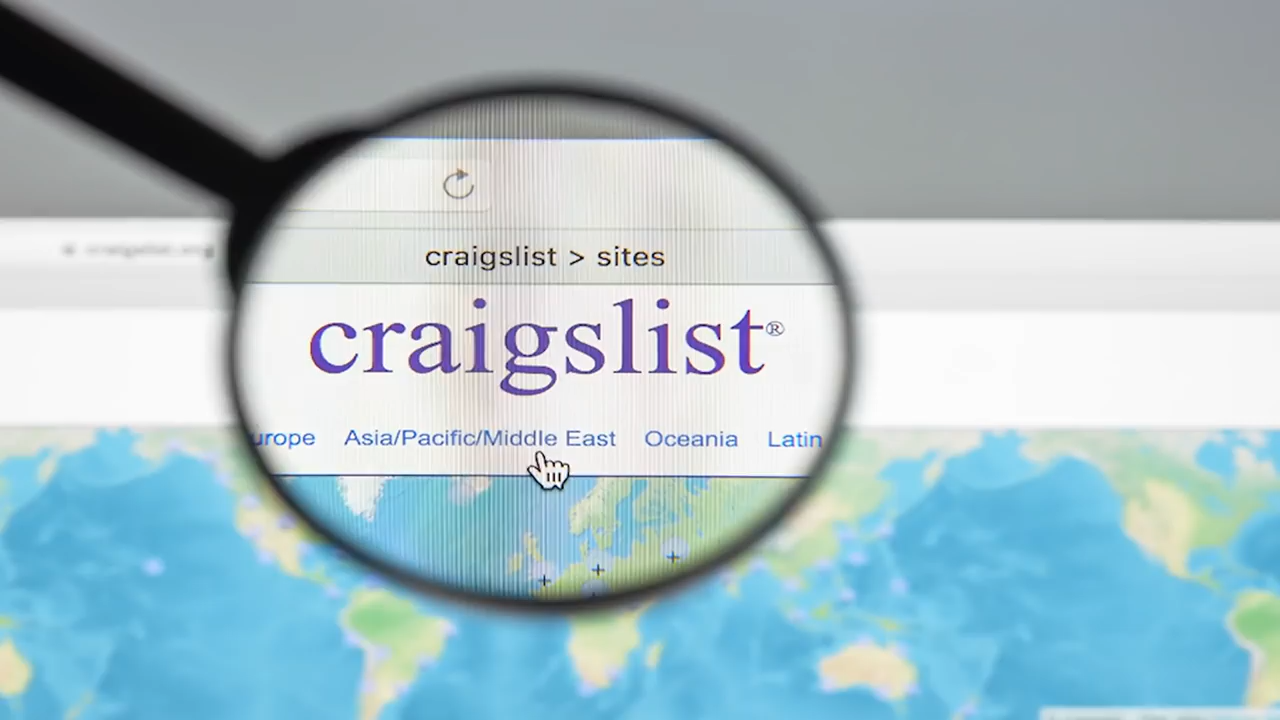 craigslist > sites
craigslist®
urope Asia/Pacific/Middle East Oceania Latin